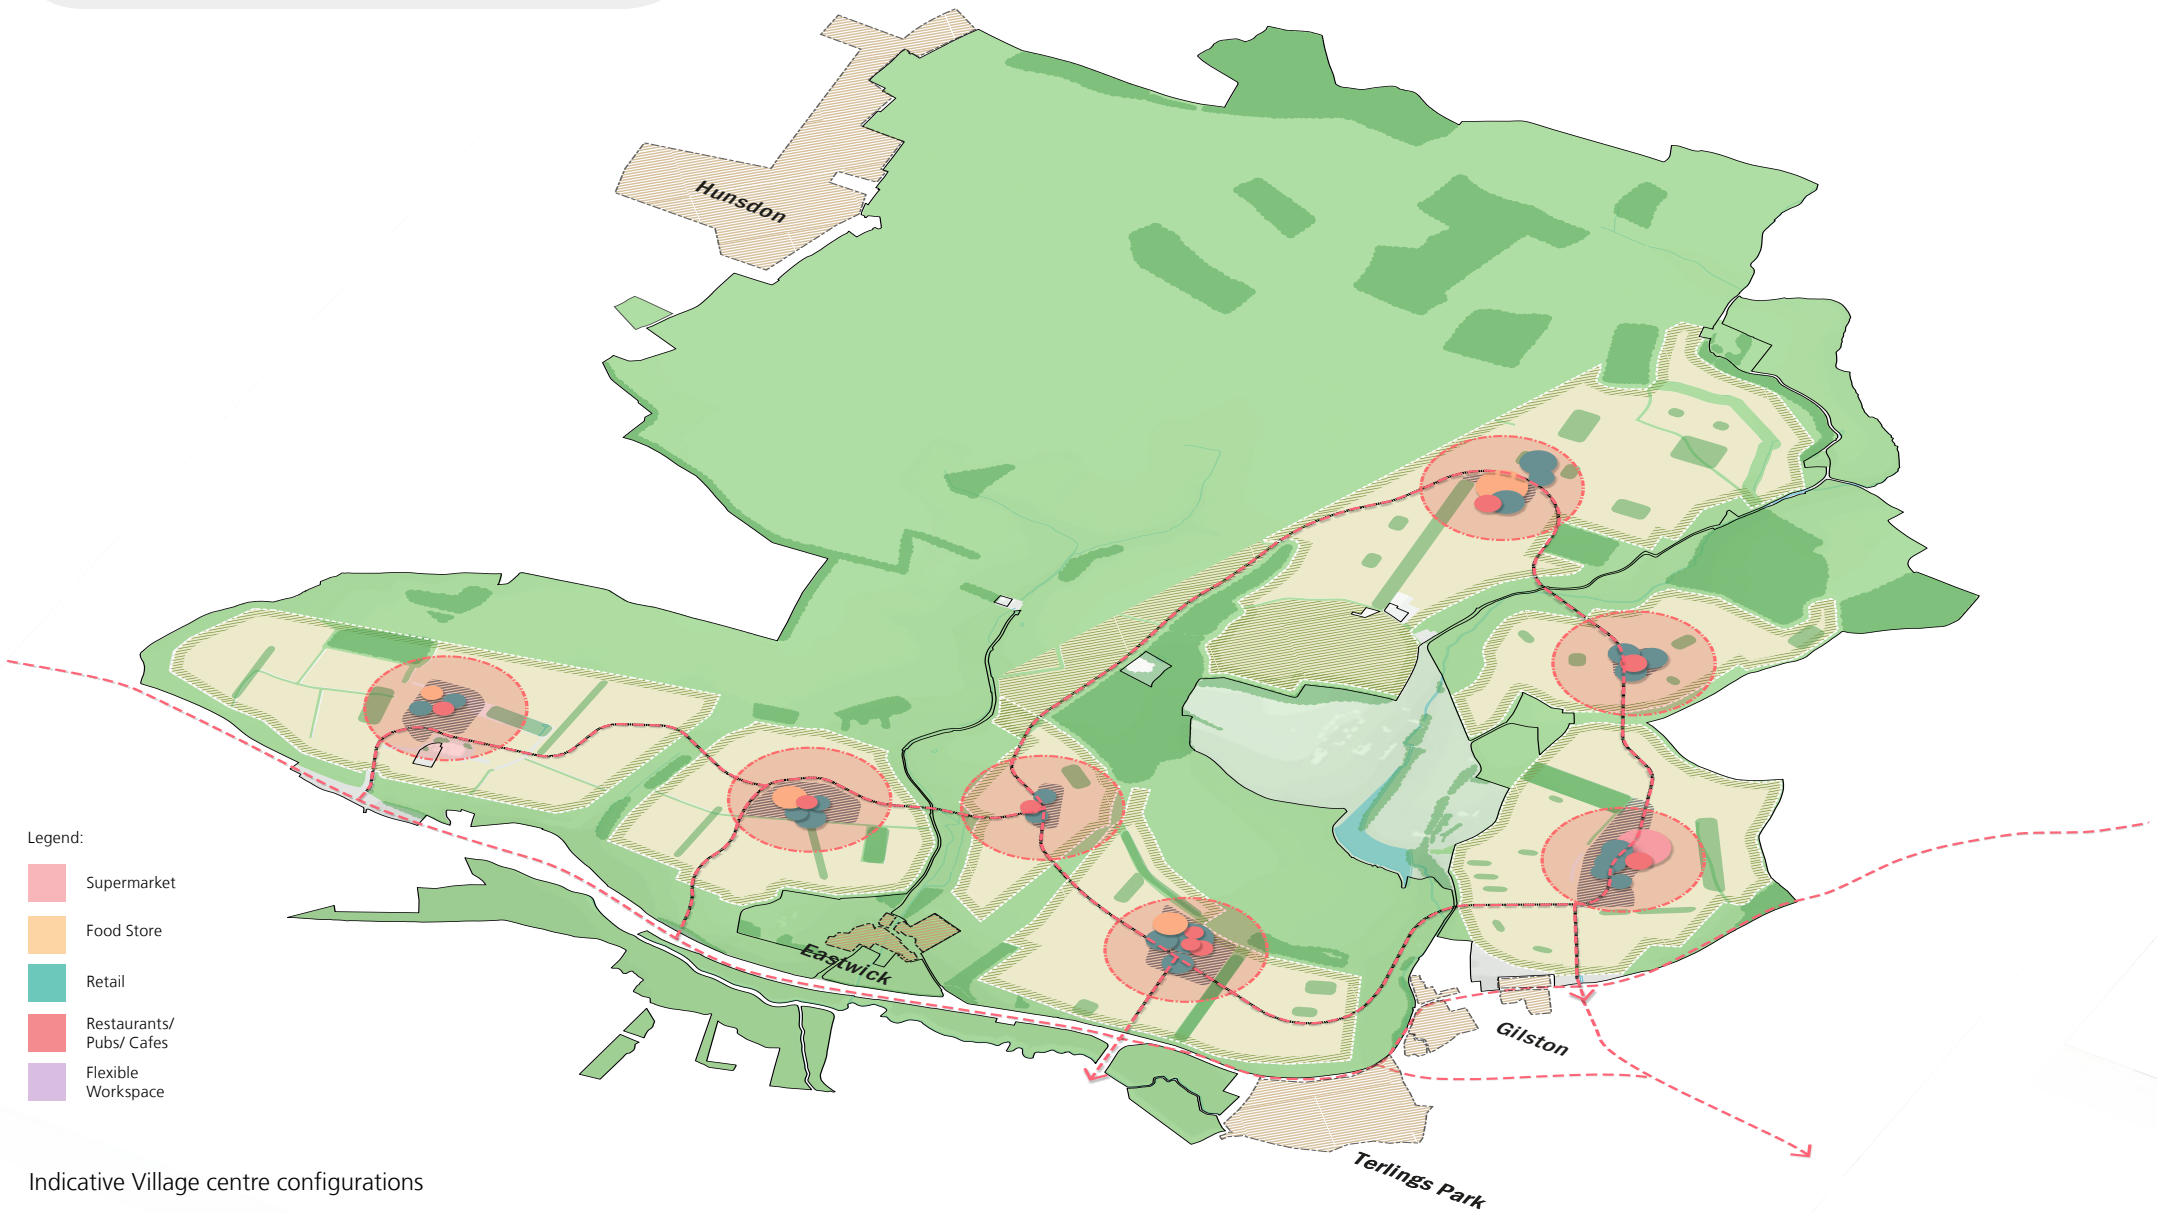 Hunsdon
Eastwick
Gilston
Terlings Park
Legend:
Supermarket
Food Store
Retail
Restaurants/
Pubs/ Cafes
Flexible
Workspace
Indicative Village centre configurations